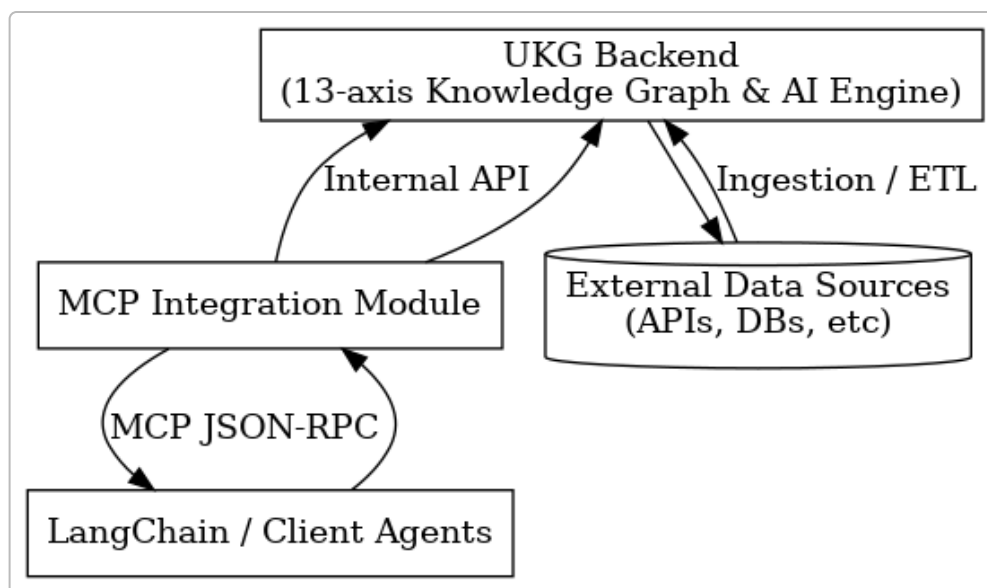 UKG Backend
(13-axis Knowledge Graph & AI Engine)
Internal API
Ingestion / ETL
MCP Integration Module
External Data Sources
(APIs, DBs, etc)
MCP JSON-RPC
LangChain / Client Agents